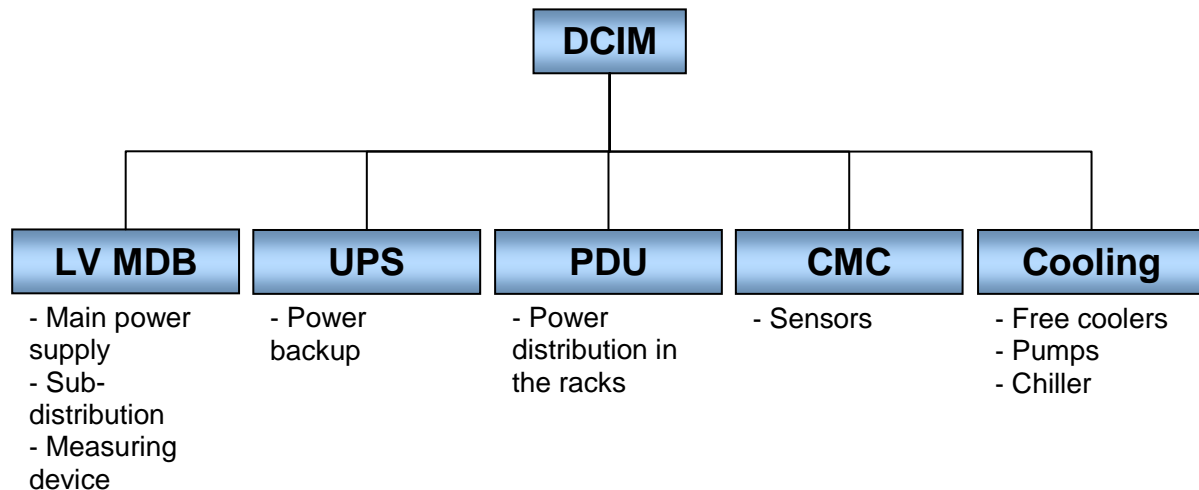 DCIM
LV MDB
- Main power
supply
- Sub-
distribution
- Measuring
device
UPS
- Power
backup
PDU
- Power
distribution in
the racks
CMC
- Sensors
Cooling
- Free coolers
- Pumps
- Chiller